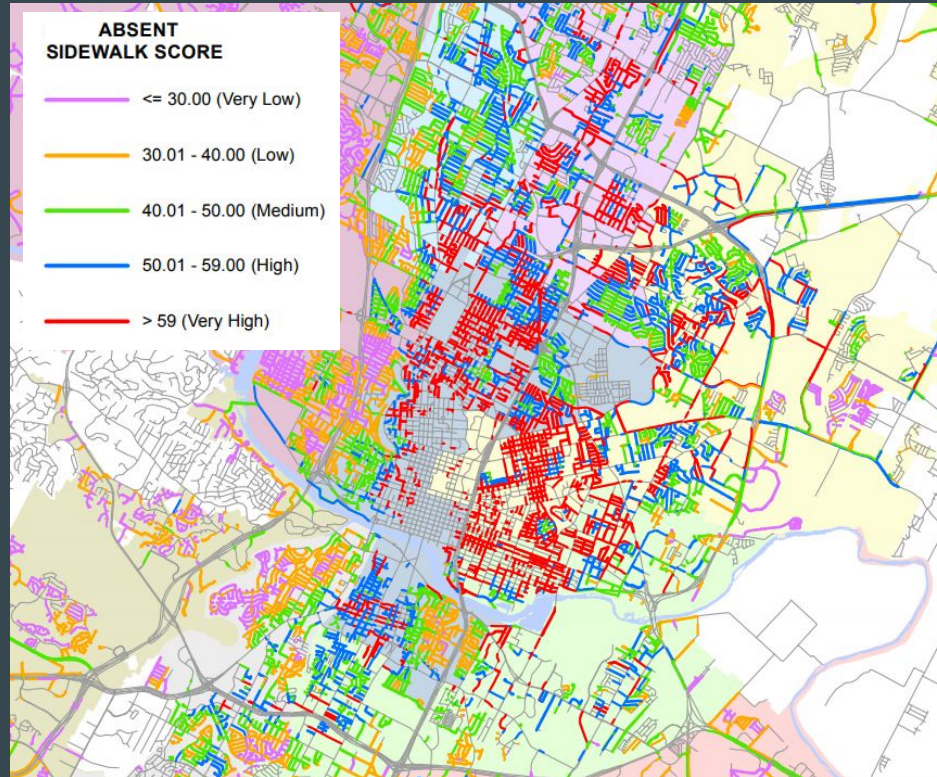 ABSENT
SIDEWALK SCORE
<= 30.00 (Very Low)
30.01 - 40.00 (Low)
40.01 - 50.00 (Medium)
50.01 - 59.00 (High)
> 59 (Very High)